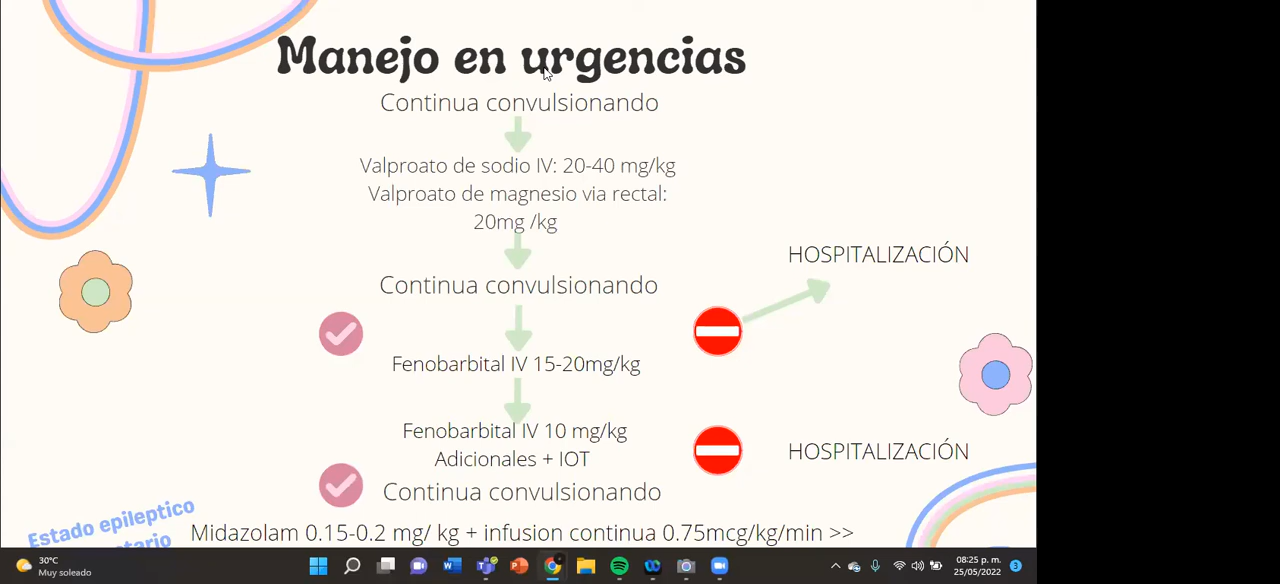 Manejo en urgencias
Continua convulsionando
Valproato de sodio IV: 20-40 mg/kg
Valproato de magnesio via rectal:
20mg /kg
HOSPITALIZACIÓN
Continua convulsionando
Fenobarbital IV 15-20mg/kg
Fenobarbital IV 10 mg/kg
Adicionales + IOT
HOSPITALIZACIÓN
Continua convulsionando
Estado epileptico
Midazolam 0.15-0.2 mg/ kg + infusion continua 0.75mcg/kg/min >>
30°C
Muy soleado
08:25 p. m.
25/05/2022
3